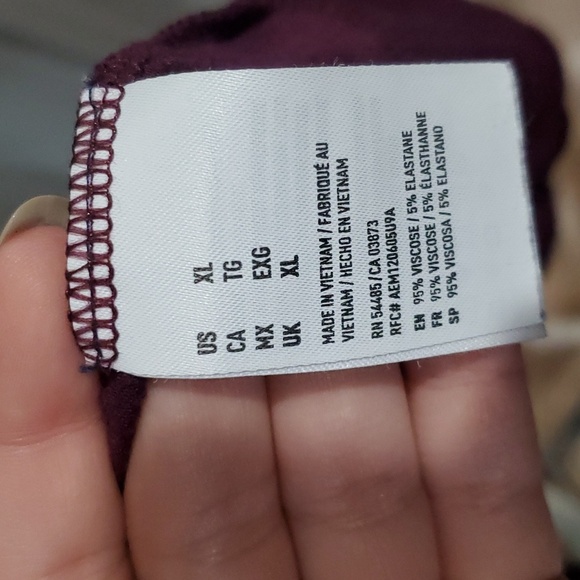 US XL
CA TG
MX EXG
UK XL
MADE IN VIETNAM / FABRIQUÉ AU
VIETNAM / HECHO EN VIETNAM
RN 54485 / CA 03873
RFC# AEM120605U9A
EN 95% VISCOSE / 5% ELASTANE
FR 95% VISCOSE / 5% ÉLASTHANNE
SP 95% VISCOSA / 5% ELASTANO